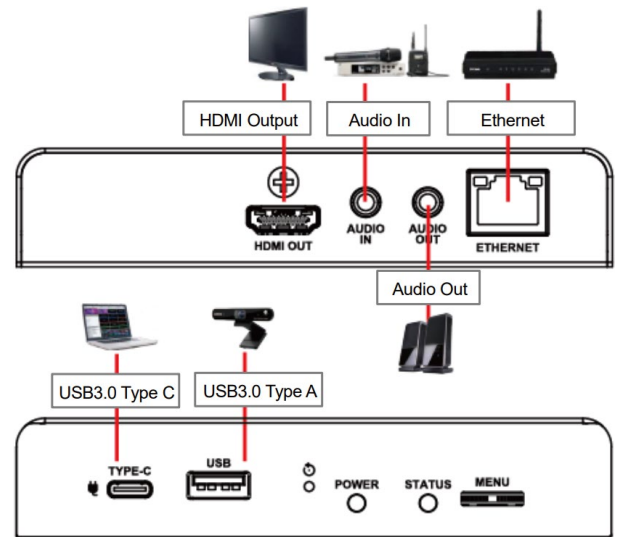 HDMI Output
Audio In
Ethernet
HDMI OUT
AUDIO
IN
AUDIO
OUT
ETHERNET
Audio Out
USB3.0 Type C
USB3.0 Type A
TYPE-C
USB
POWER
STATUS
MENU